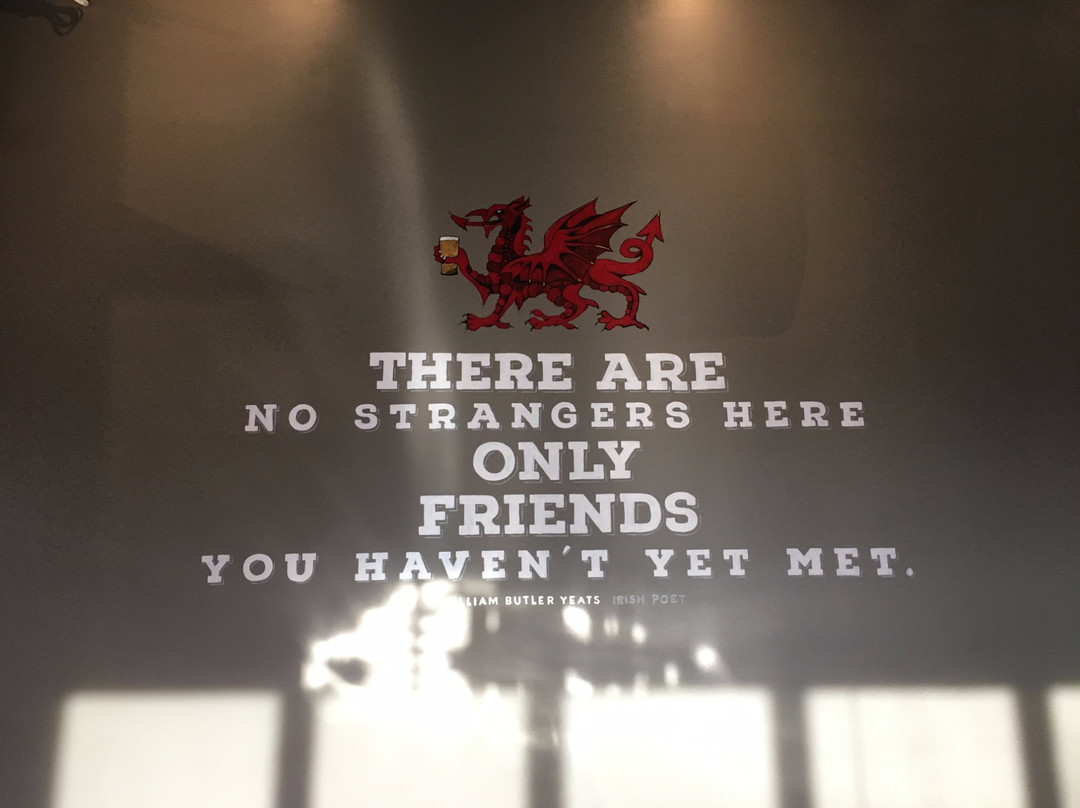 THERE ARE
NO STRANGERS HERE
ONLY
FRIENDS
YOU HAVEN'T YET MET.
BUTLER YEATS IRISH POET